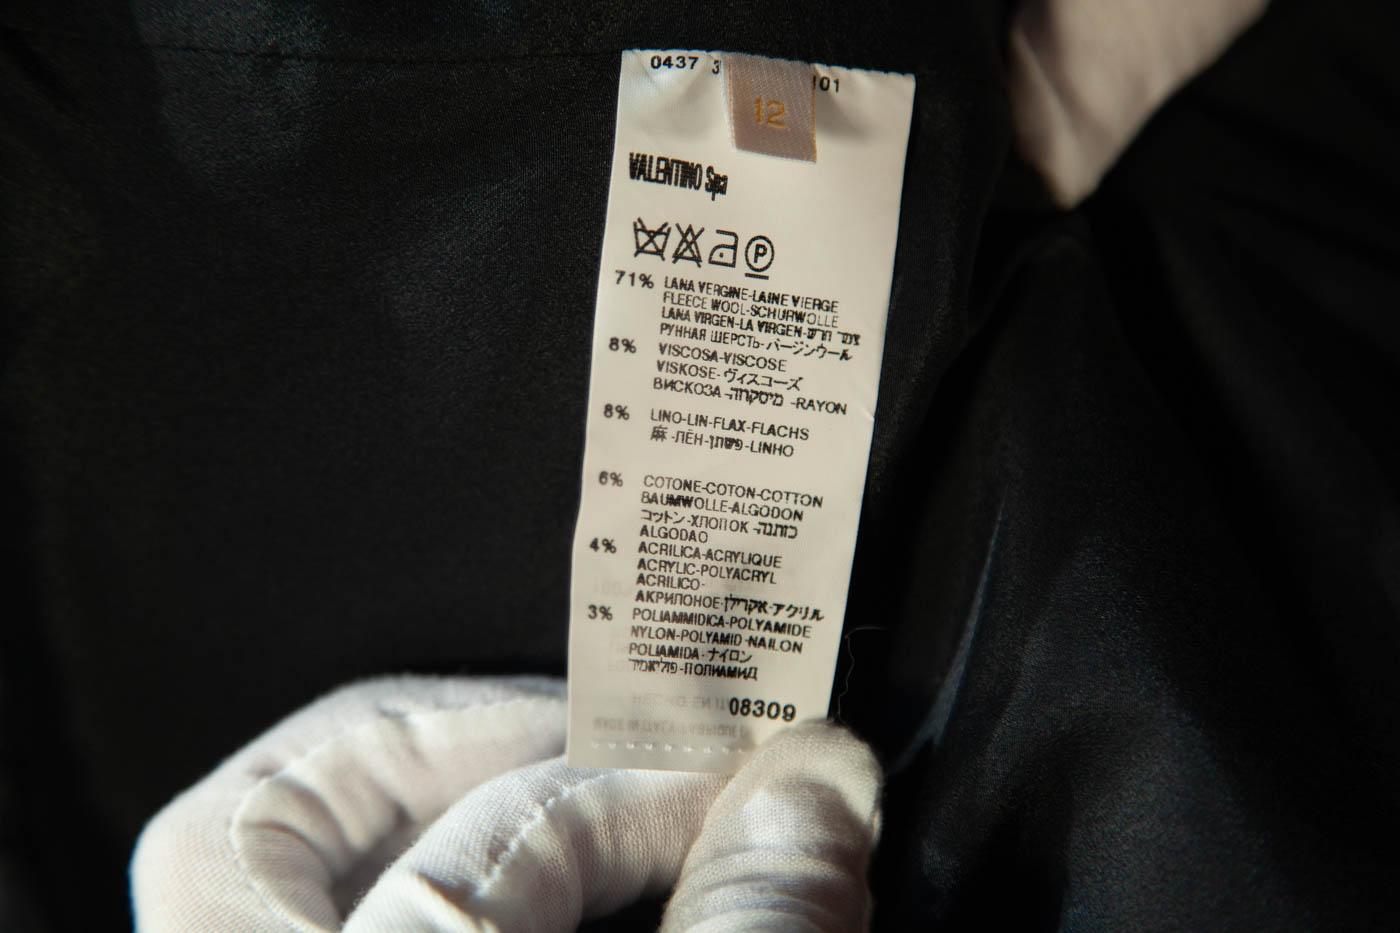 0437 3
101
12
VALENTINO Spa
P
71% LANA VERGINE-LAINE VIERGE
FLEECE WOOL-SCHURWOLLE
LANA VIRGEN-LA VIRGEN-צמר חדש
РУННАЯ ШЕРСТЬ-バージンウール
8% VISCOSA-VISCOSE
VISKOSE-ヴィスコーズ
ВИСКОЗА-מיסקוזה-RAYON
8% LINO-LIN-FLAX-FLACHS
麻-ЛЁН-פשתן-LINHO
6% COTONE-COTON-COTTON
BAUMWOLLE-ALGODON
コットン-ХЛОПОК-כותנה
ALGODAO
4% ACRILICA-ACRYLIQUE
ACRYLIC-POLYACRYL
ACRILICO-
АКРИЛОНОЕ-אקרילן-アクリル
3% POLIAMMIDICA-POLYAMIDE
NYLON-POLYAMID-NAILON
POLIAMIDA-ナイロン
פוליאמיד-ПОЛИАМИД
08309